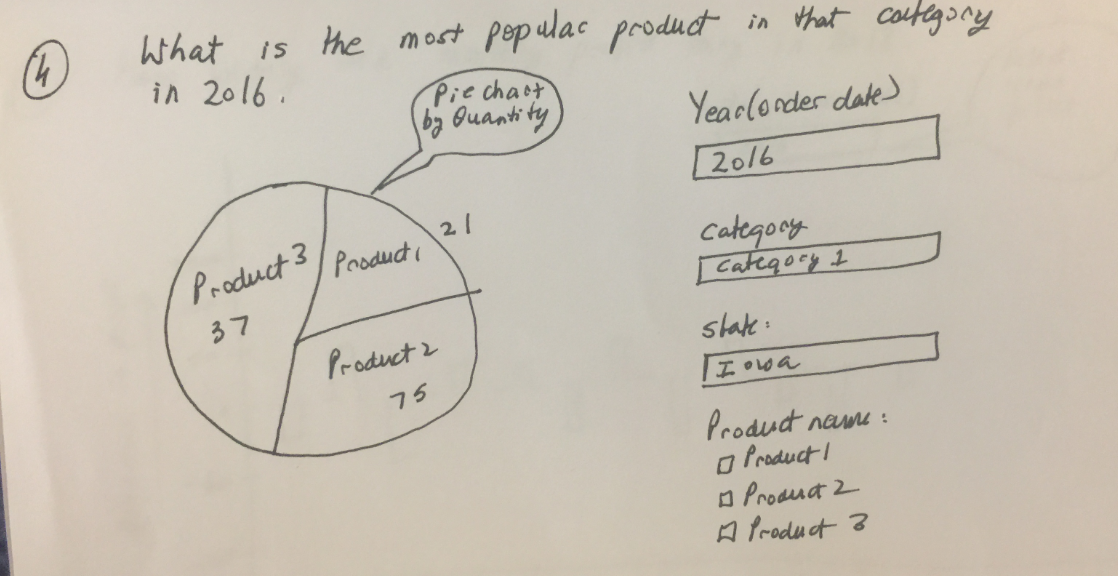 4
What is the most popular product in that category
in 2016.
Pie chart
by Quantity
Product 3
37
Product 1
21
Product 2
75
Year(order date)
2016
Category
Category 1
state:
Iowa
Product name:
Product 1
Product 2
Product 3